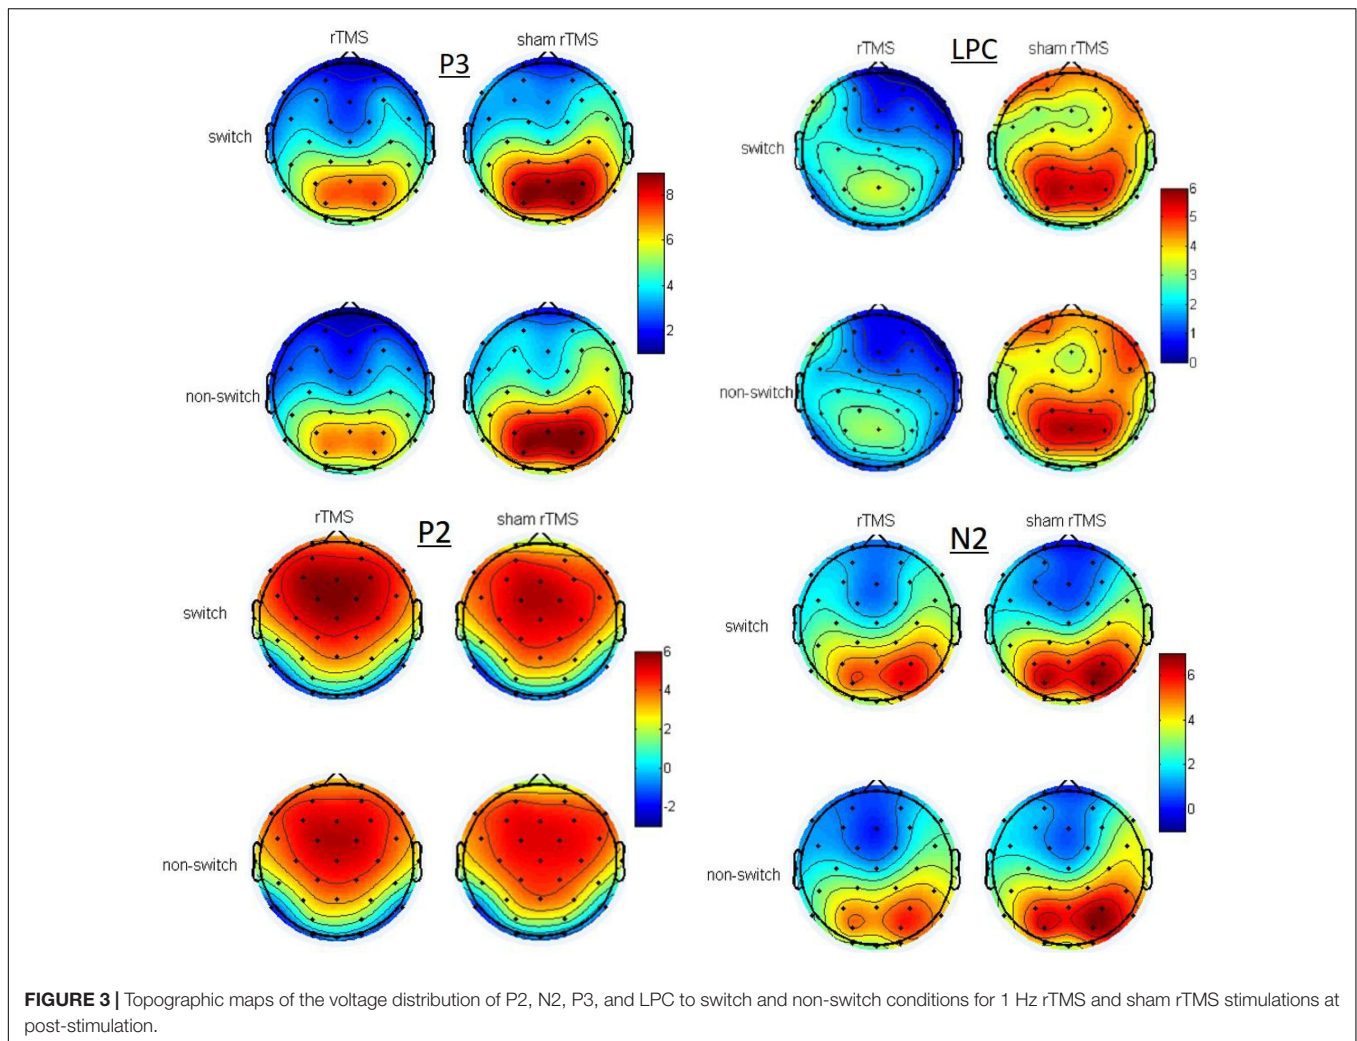 rTMS
P3
sham rTMS
switch
8
6
4
2
non-switch
rTMS
LPC
sham rTMS
switch
6
5
4
3
2
1
0
non-switch
rTMS
P2
sham rTMS
switch
6
4
2
0
-2
non-switch
rTMS
N2
sham rTMS
switch
6
4
2
0
non-switch
FIGURE 3 | Topographic maps of the voltage distribution of P2, N2, P3, and LPC to switch and non-switch conditions for 1 Hz rTMS and sham rTMS stimulations at
post-stimulation.